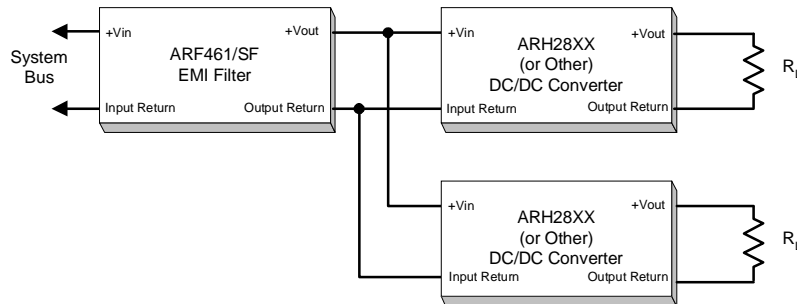 System
Bus
+Vin
+Vout
ARF461/SF
EMI Filter
Input Return
Output Return
+Vin
+Vout
ARH28XX
(or Other)
DC/DC Converter
Input Return
Output Return
R
+Vin
+Vout
ARH28XX
(or Other)
DC/DC Converter
Input Return
Output Return
R